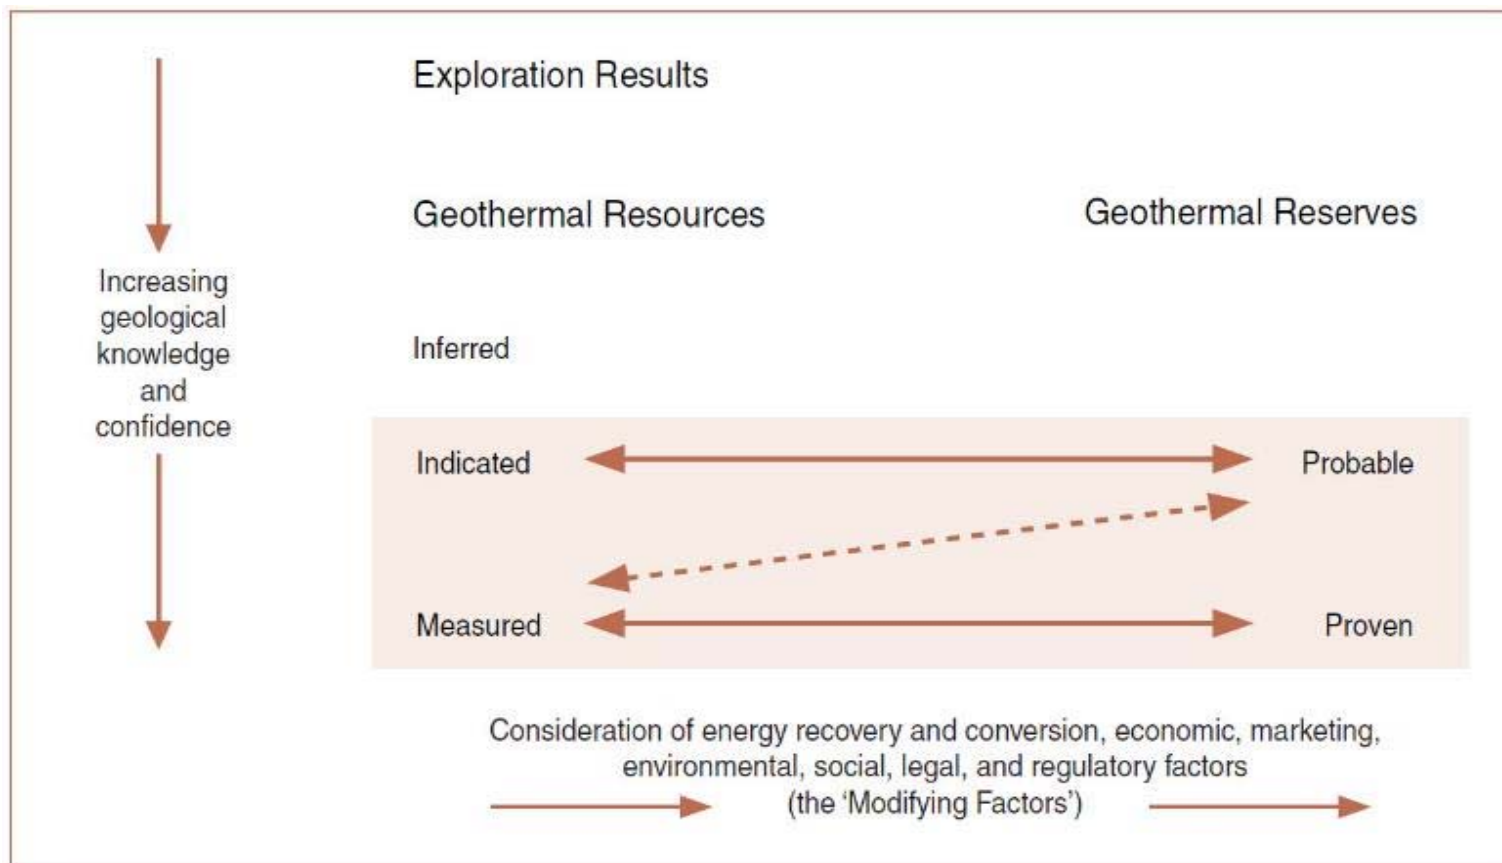 Exploration Results
Geothermal Resources
Geothermal Reserves
Increasing
geological
knowledge
and
confidence
Inferred
Indicated
Probable
Measured
Proven
Consideration of energy recovery and conversion, economic, marketing,
environmental, social, legal, and regulatory factors
(the ‘Modifying Factors’)